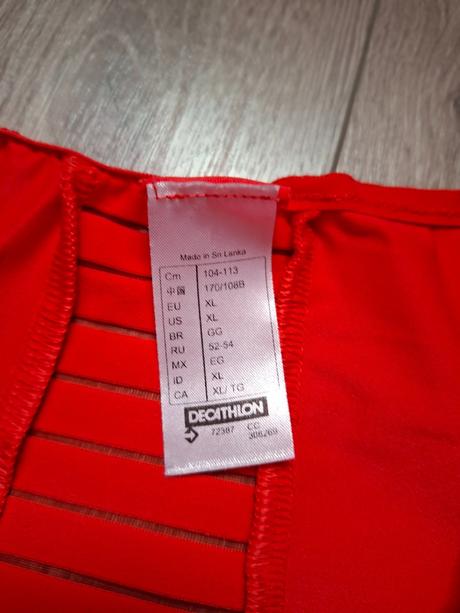 Made in Sri Lanka
Cm 104-113
中国 170/108B
EU XL
US XL
BR GG
RU 52-54
MX EG
ID XL
CA XL/ TG
DECATHLON
72387 CC
306269